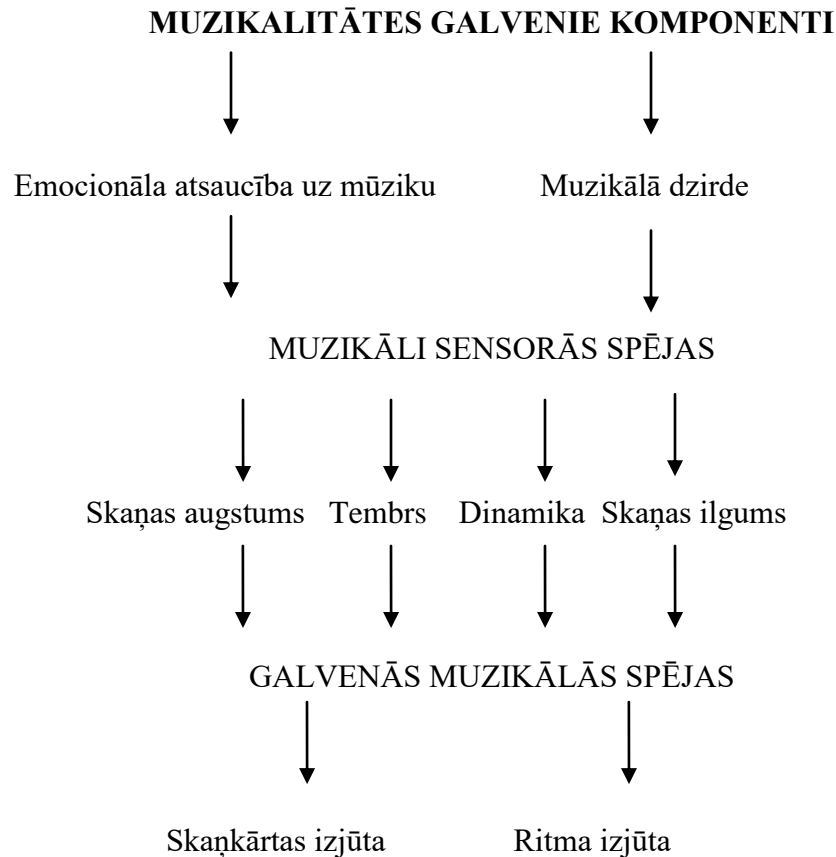 MUZIKALITĀTES GALVENIE KOMPONENTI
Emocionāla atsaucība uz mūziku Muzikālā dzirde
MUZIKĀLI SENSORĀS SPĒJAS
Skaņas augstums Tembrs Dinamika Skaņas ilgums
GALVENĀS MUZIKĀLĀS SPĒJAS
Skaņkārtas izjūta Ritma izjūta